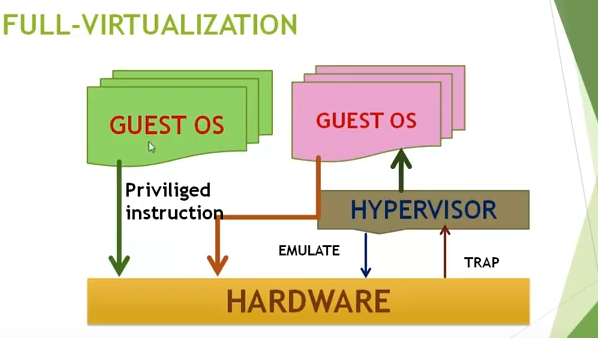 FULL-VIRTUALIZATION
GUEST OS
GUEST OS
Priviliged
instruction
HYPERVISOR
EMULATE
TRAP
HARDWARE